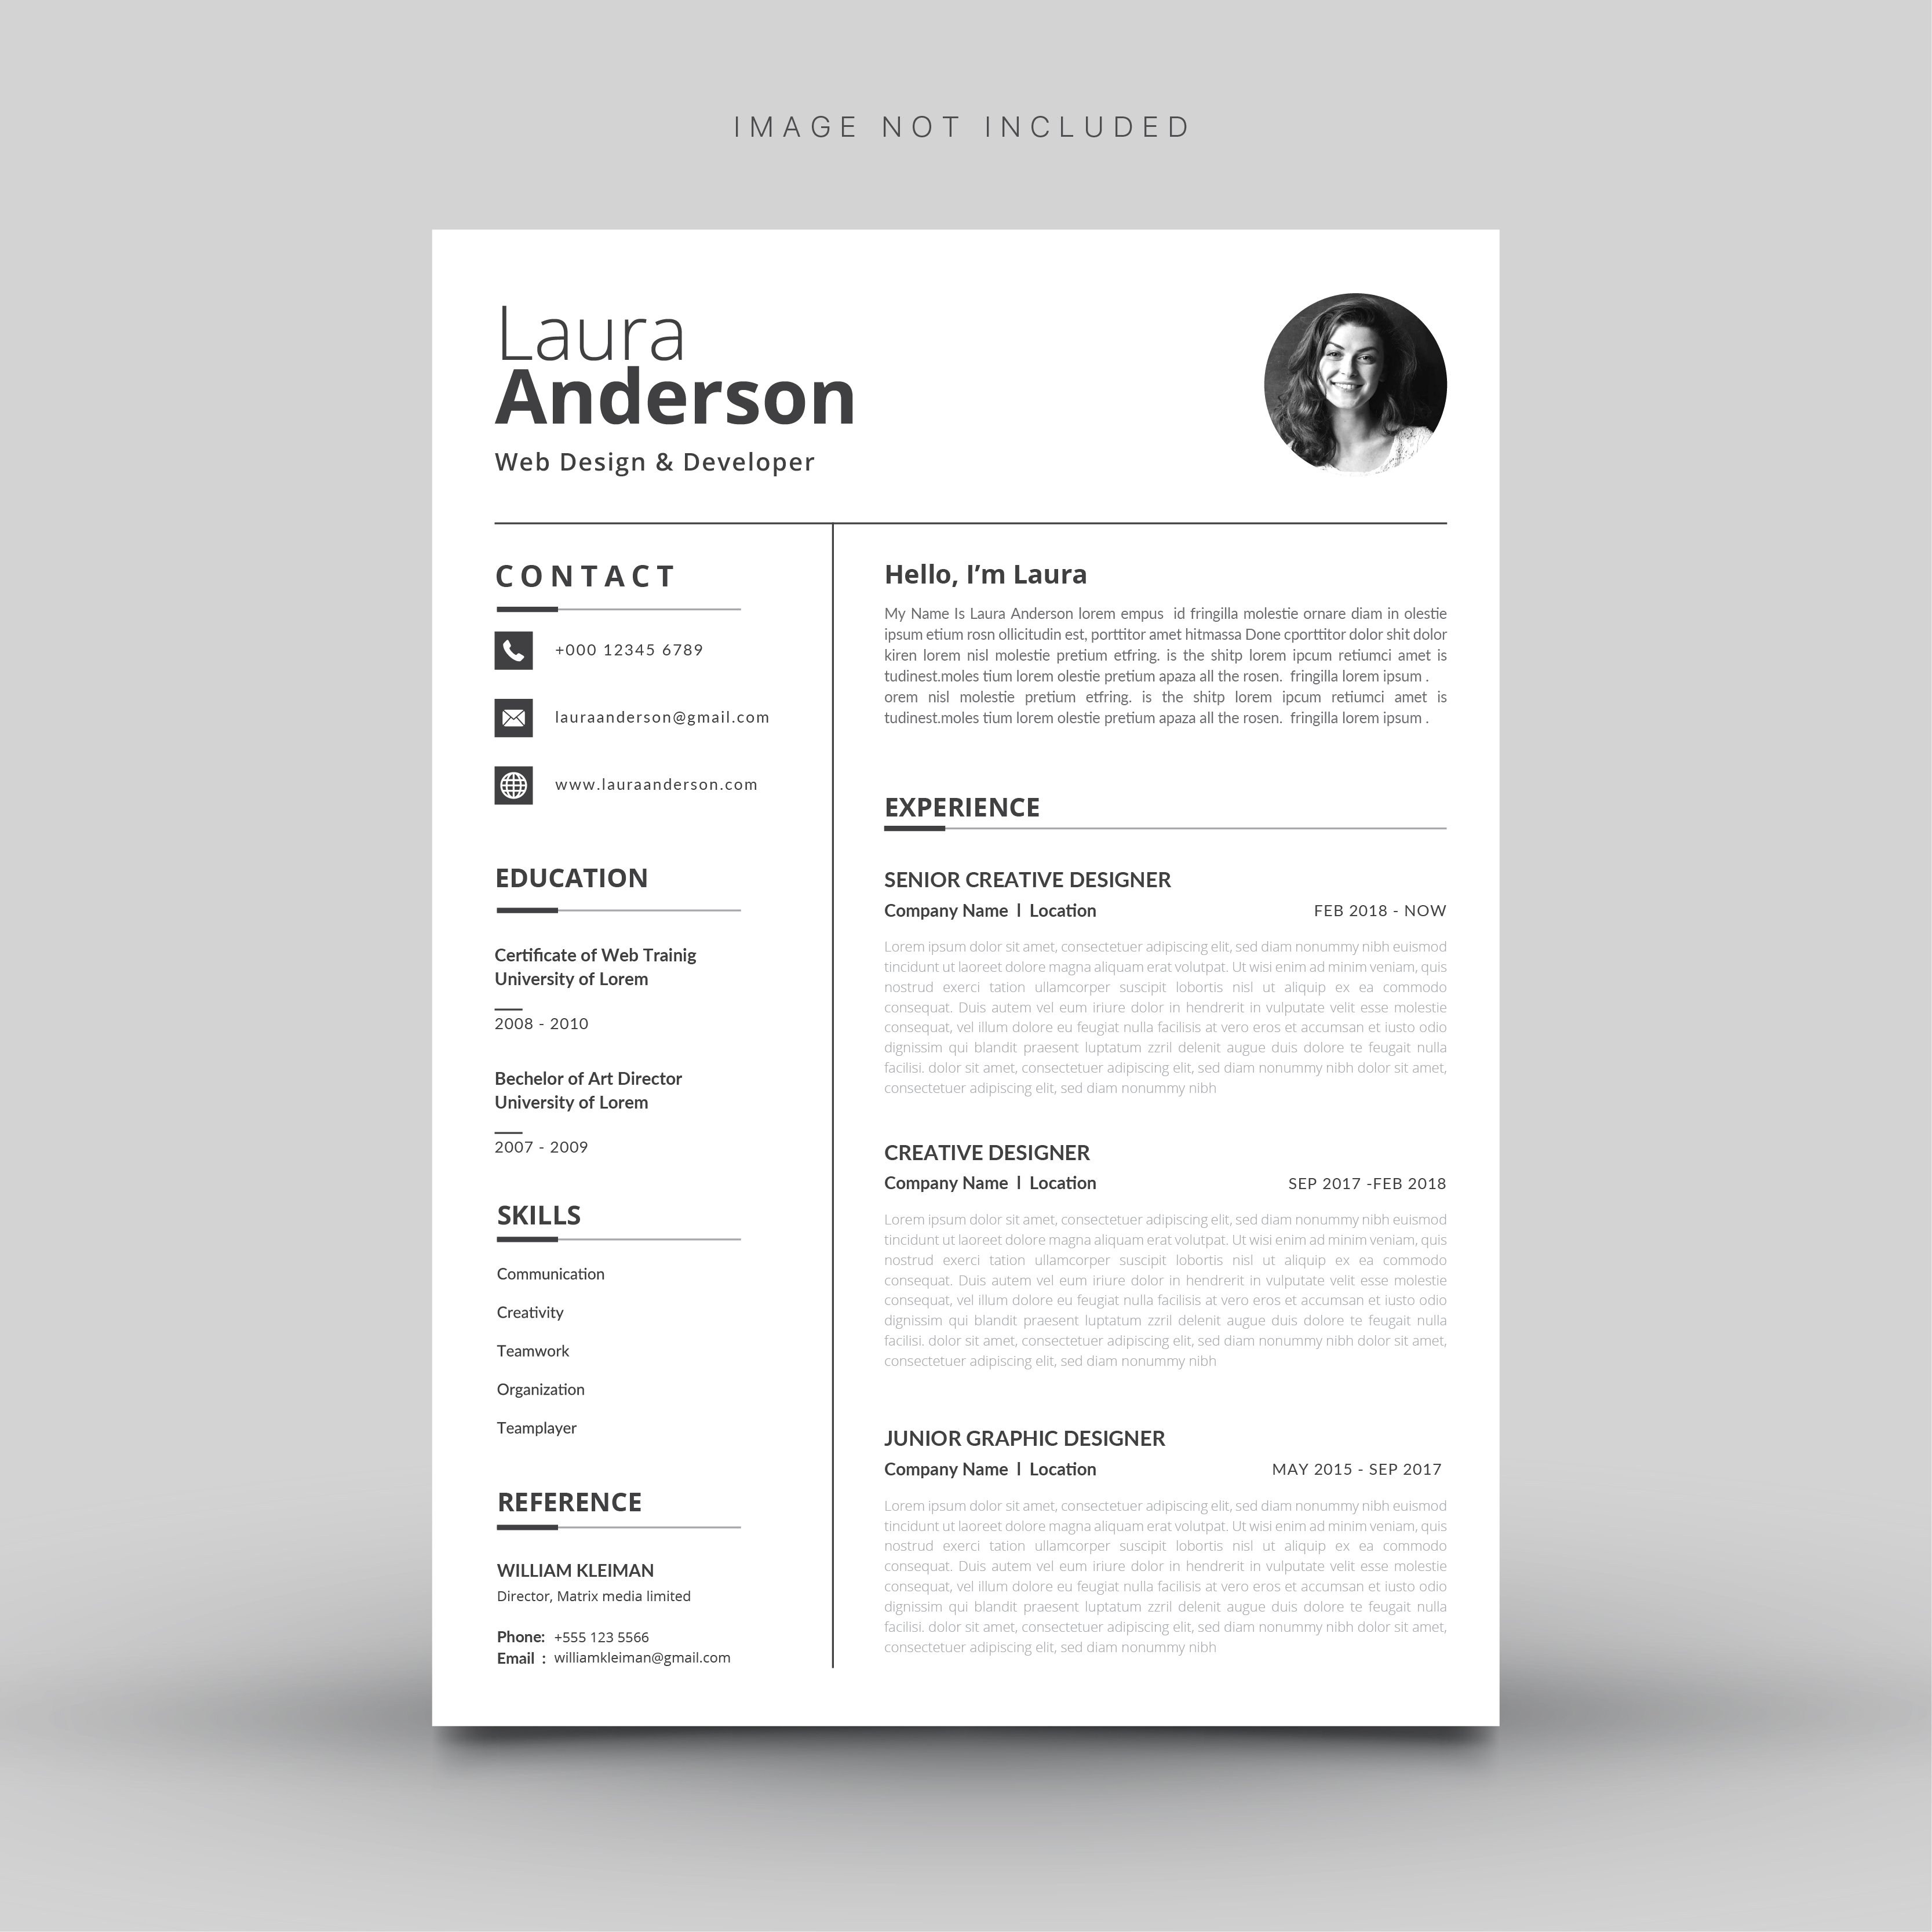 IMAGE NOT INCLUDED
Laura
Anderson
Web Design & Developer
CONTACT
+000 12345 6789
lauraanderson@gmail.com
www.lauraanderson.com
EDUCATION
Certificate of Web Trainig
University of Lorem
2008 - 2010
Bechelor of Art Director
University of Lorem
2007 - 2009
SKILLS
Communication
Creativity
Teamwork
Organization
Teamplayer
REFERENCE
WILLIAM KLEIMAN
Director, Matrix media limited
Phone: +555 123 5566
Email : williamkleiman@gmail.com
Hello, I’m Laura
My Name Is Laura Anderson lorem empus id fringilla molestie ornare diam in olestie
ipsum etium rosn ollicitudin est, porttitor amet hitmassa Done cporttitor dolor shit dolor
kiren lorem nisl molestie pretium etfring. is the shitp lorem ipcum retiumci amet is
tudinest.moles tium lorem olestie pretium apaza all the rosen. fringilla lorem ipsum .
orem nisl molestie pretium etfring. is the shitp lorem ipcum retiumci amet is
tudinest.moles tium lorem olestie pretium apaza all the rosen. fringilla lorem ipsum .
EXPERIENCE
SENIOR CREATIVE DESIGNER
Company Name l Location FEB 2018 - NOW
Lorem ipsum dolor sit amet, consectetuer adipiscing elit, sed diam nonummy nibh euismod
tincidunt ut laoreet dolore magna aliquam erat volutpat. Ut wisi enim ad minim veniam, quis
nostrud exerci tation ullamcorper suscipit lobortis nisl ut aliquip ex ea commodo
consequat. Duis autem vel eum iriure dolor in hendrerit in vulputate velit esse molestie
consequat, vel illum dolore eu feugiat nulla facilisis at vero eros et accumsan et iusto odio
dignissim qui blandit praesent luptatum zzril delenit augue duis dolore te feugait nulla
facilisi. dolor sit amet, consectetuer adipiscing elit, sed diam nonummy nibh dolor sit amet,
consectetuer adipiscing elit, sed diam nonummy nibh
CREATIVE DESIGNER
Company Name l Location SEP 2017 -FEB 2018
Lorem ipsum dolor sit amet, consectetuer adipiscing elit, sed diam nonummy nibh euismod
tincidunt ut laoreet dolore magna aliquam erat volutpat. Ut wisi enim ad minim veniam, quis
nostrud exerci tation ullamcorper suscipit lobortis nisl ut aliquip ex ea commodo
consequat. Duis autem vel eum iriure dolor in hendrerit in vulputate velit esse molestie
consequat, vel illum dolore eu feugiat nulla facilisis at vero eros et accumsan et iusto odio
dignissim qui blandit praesent luptatum zzril delenit augue duis dolore te feugait nulla
facilisi. dolor sit amet, consectetuer adipiscing elit, sed diam nonummy nibh dolor sit amet,
consectetuer adipiscing elit, sed diam nonummy nibh
JUNIOR GRAPHIC DESIGNER
Company Name l Location MAY 2015 - SEP 2017
Lorem ipsum dolor sit amet, consectetuer adipiscing elit, sed diam nonummy nibh euismod
tincidunt ut laoreet dolore magna aliquam erat volutpat. Ut wisi enim ad minim veniam, quis
nostrud exerci tation ullamcorper suscipit lobortis nisl ut aliquip ex ea commodo
consequat. Duis autem vel eum iriure dolor in hendrerit in vulputate velit esse molestie
consequat, vel illum dolore eu feugiat nulla facilisis at vero eros et accumsan et iusto odio
dignissim qui blandit praesent luptatum zzril delenit augue duis dolore te feugait nulla
facilisi. dolor sit amet, consectetuer adipiscing elit, sed diam nonummy nibh dolor sit amet,
consectetuer adipiscing elit, sed diam nonummy nibh